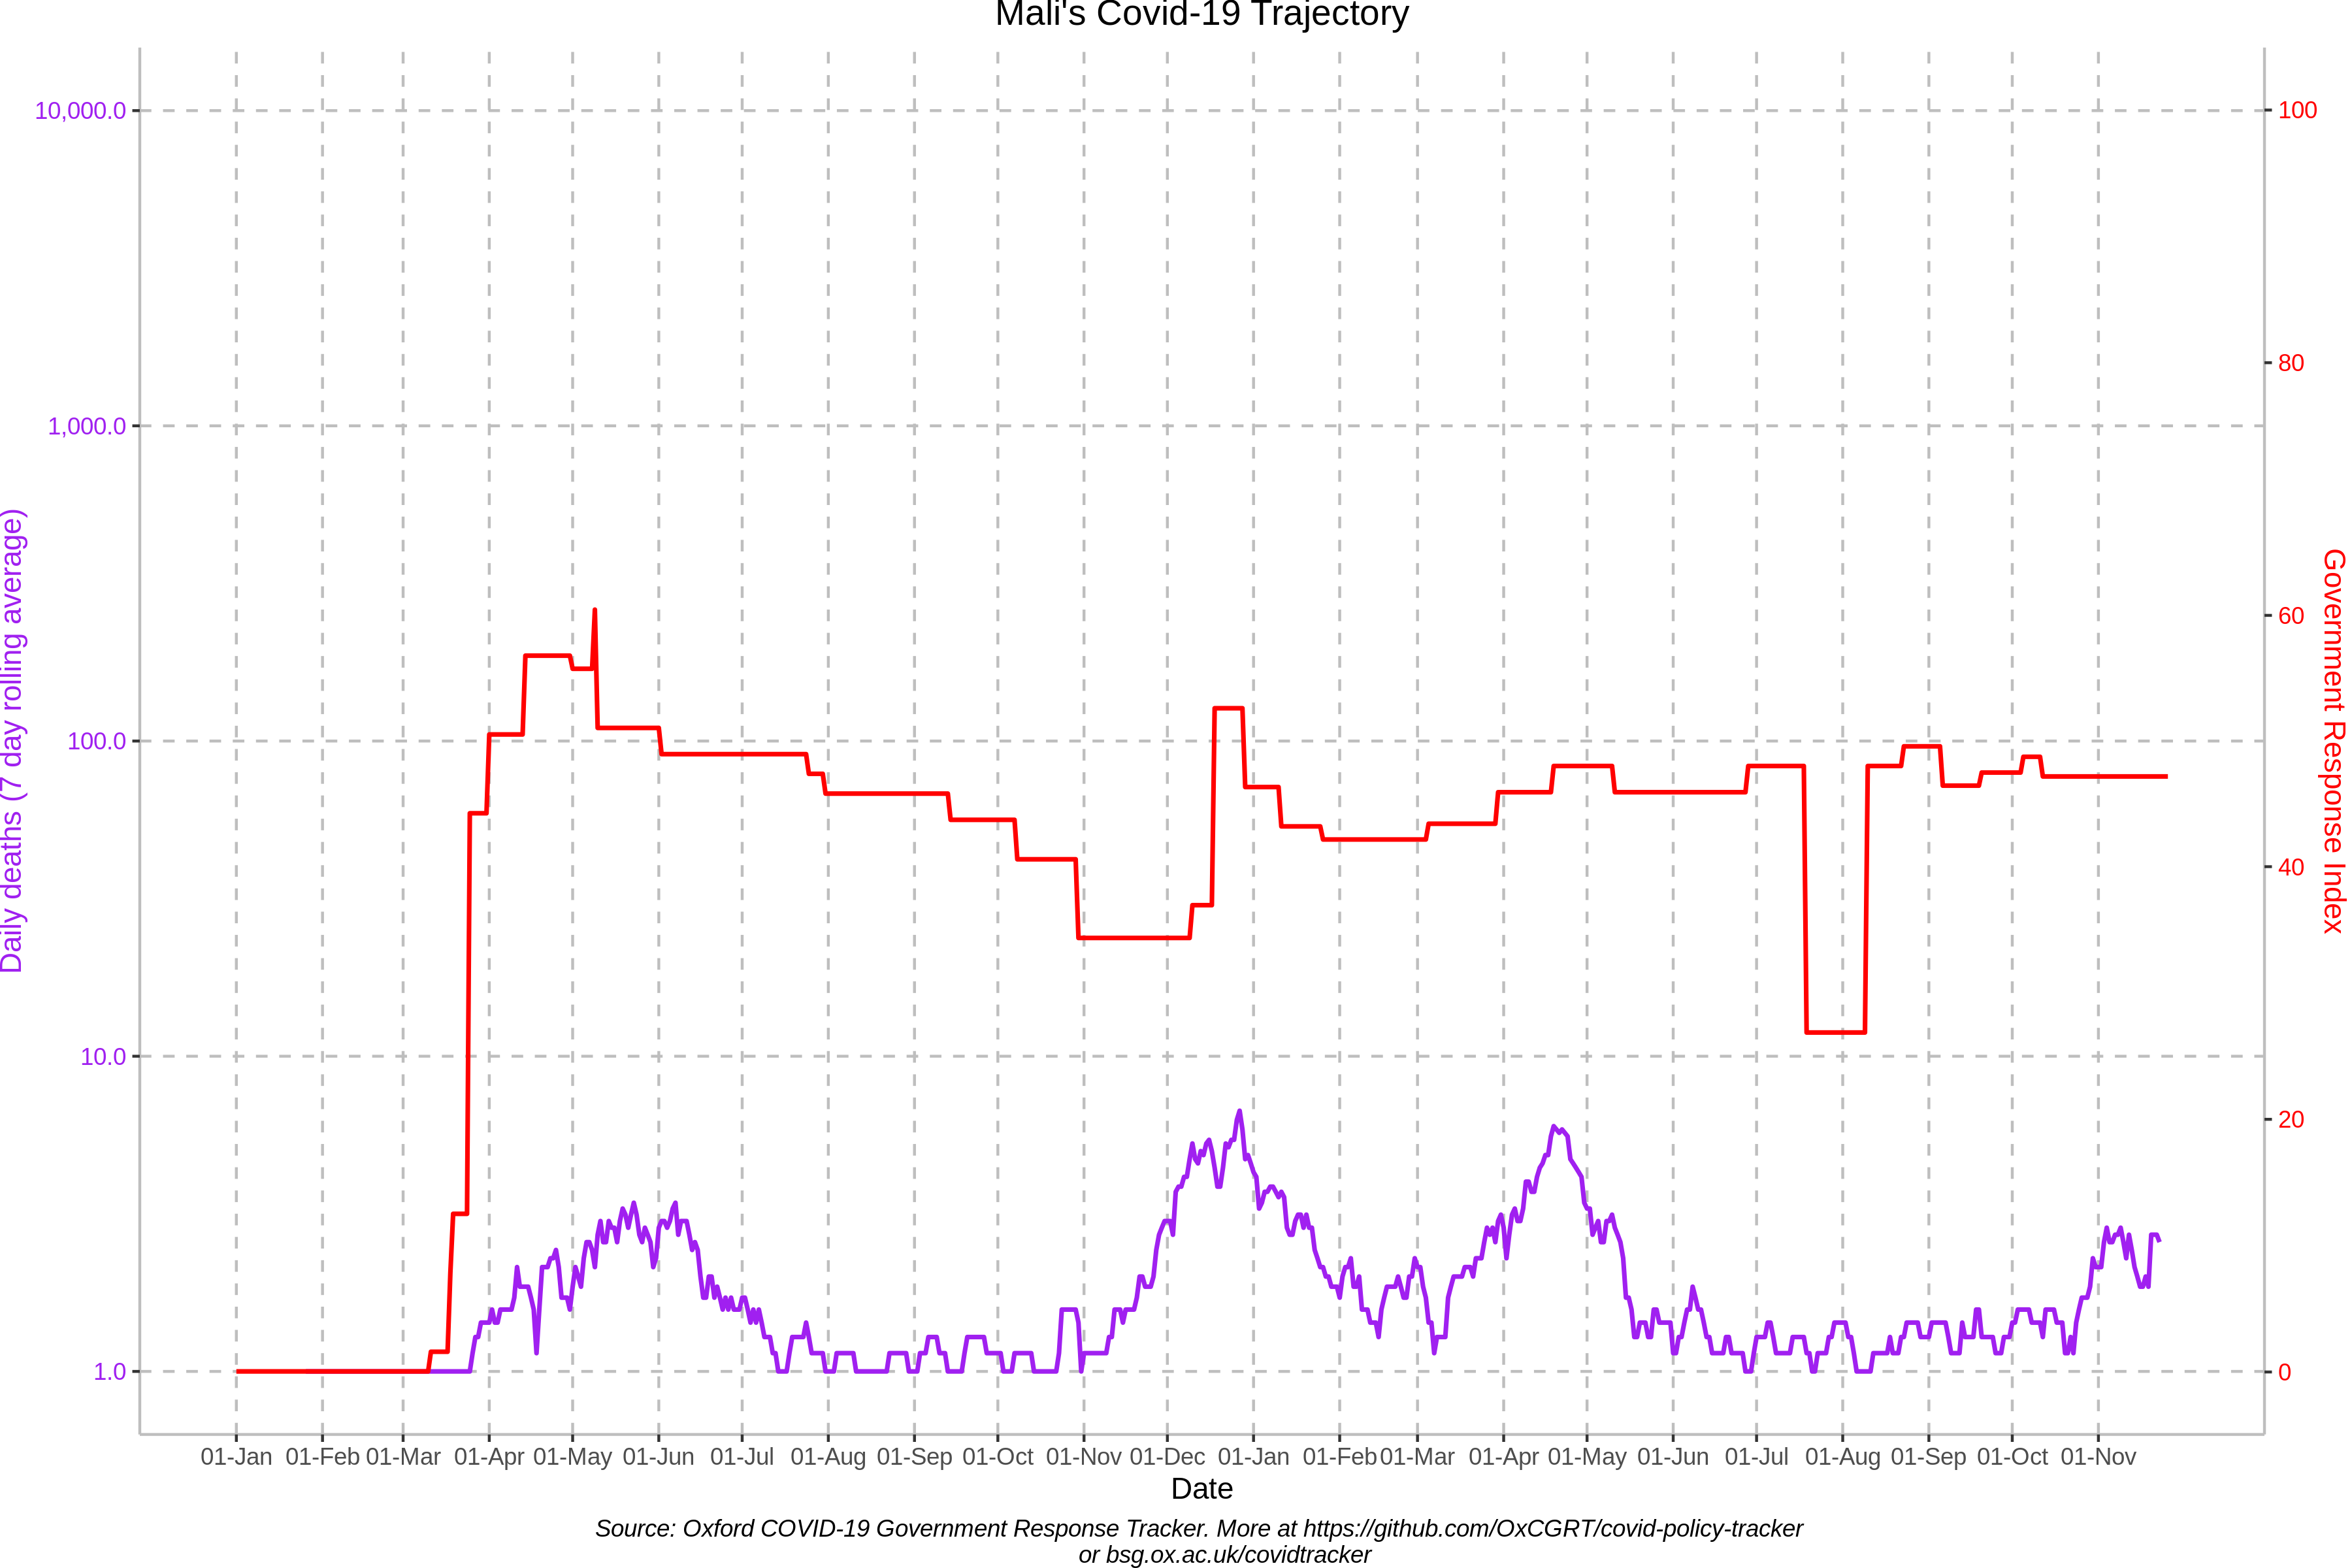 Mali's Covid-19 Trajectory
10,000.0
1,000.0
100.0
10.0
1.0
Daily deaths (7 day rolling average)
100
80
60
40
20
0
Government Response Index
01-Jan 01-Feb 01-Mar 01-Apr 01-May 01-Jun 01-Jul 01-Aug 01-Sep 01-Oct 01-Nov 01-Dec 01-Jan 01-Feb 01-Mar 01-Apr 01-May 01-Jun 01-Jul 01-Aug 01-Sep 01-Oct 01-Nov
Date
Source: Oxford COVID-19 Government Response Tracker. More at https://github.com/OxCGRT/covid-policy-tracker
or bsg.ox.ac.uk/covidtracker